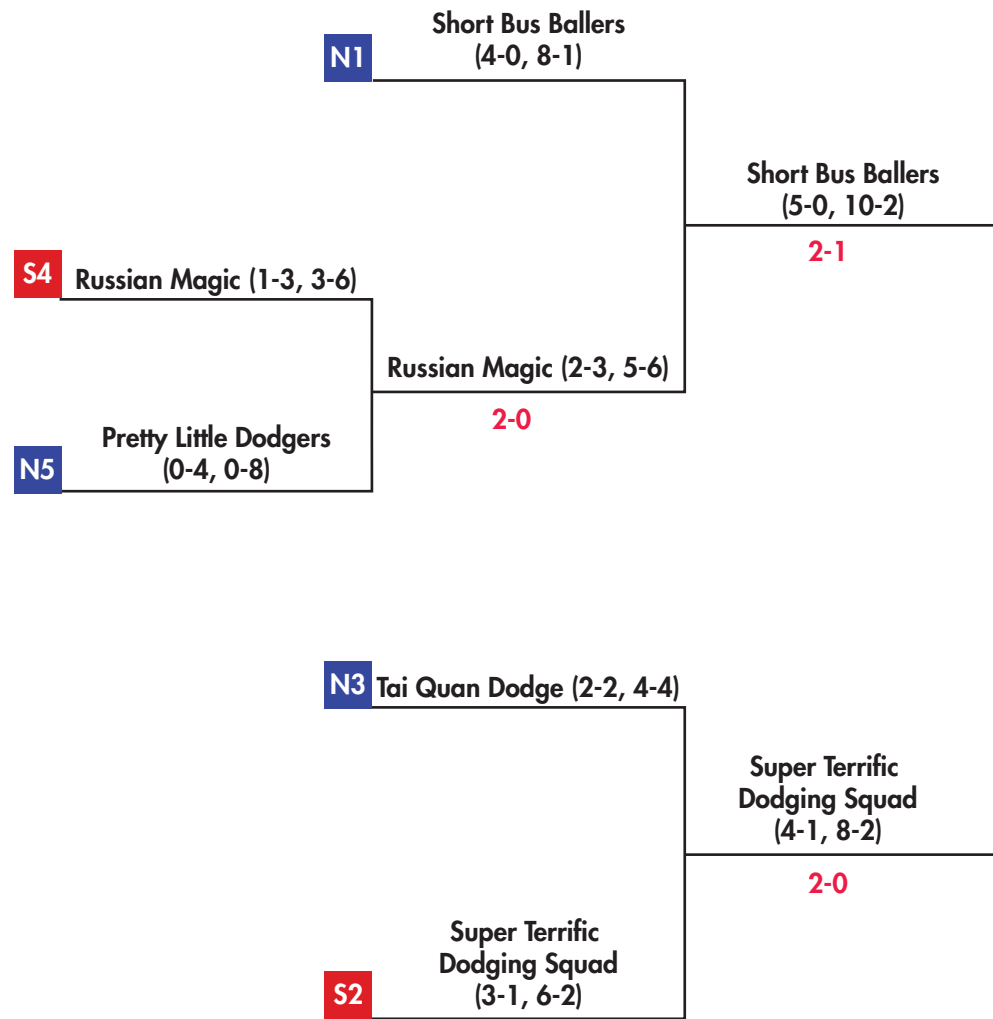 Short Bus Ballers
N1
(4-0, 8-1)
Short Bus Ballers
(5-0, 10-2)
2-1
S4
Russian Magic (1-3, 3-6)
Russian Magic (2-3, 5-6)
2-0
Pretty Little Dodgers
N5
(0-4, 0-8)
N3
Tai Quan Dodge (2-2, 4-4)
Super Terrific
Dodging Squad
(4-1, 8-2)
2-0
Super Terrific
Dodging Squad
S2
(3-1, 6-2)